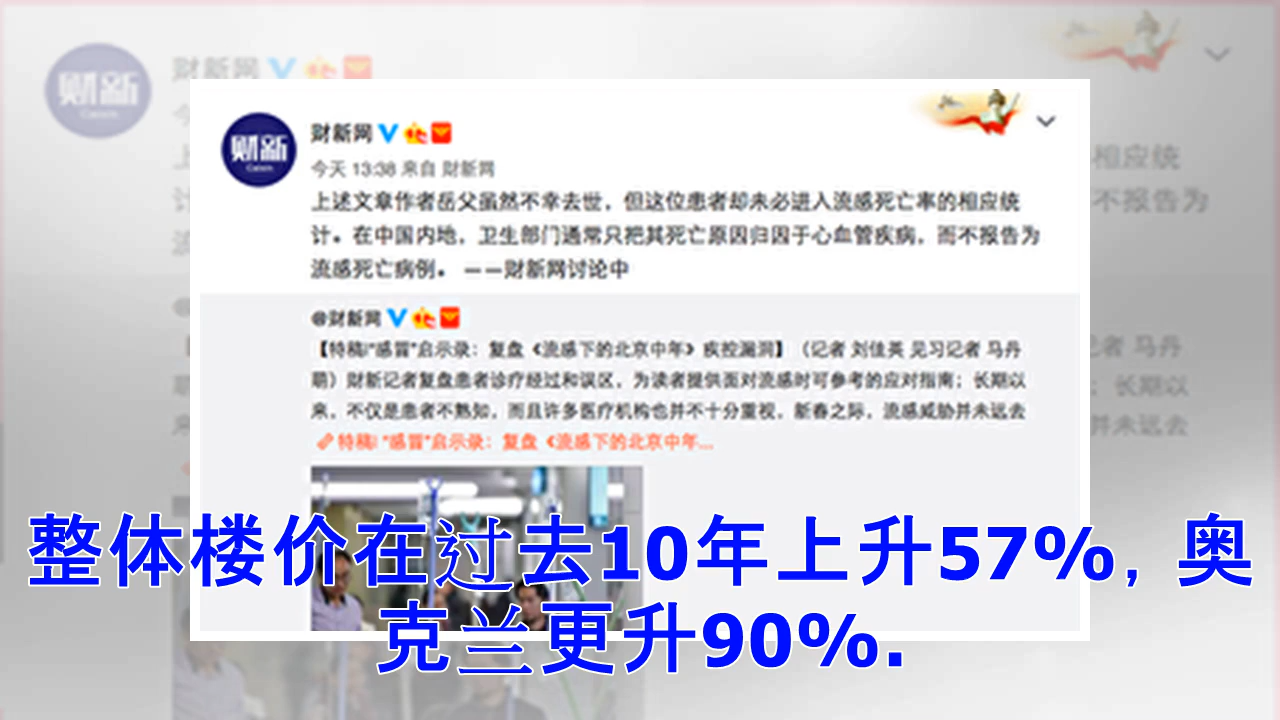 财新
Caixin
财新网
今天 13:38 来自 财新网
上述文章作者岳父虽然不幸去世，但这位患者却未必进入流感死亡率的相应统
计。在中国内地，卫生部门通常只把其死亡原因归因于心血管疾病，而不报告为
流感死亡病例。 ——财新网讨论中
@财新网
【特稿|“感冒”启示录：复盘《流感下的北京中年》疾控漏洞】（记者 刘佳英 见习记者 马丹
萌）财新记者复盘患者诊疗经过和误区，为读者提供面对流感时可参考的应对指南；长期以
来，不仅是患者不熟知，而且许多医疗机构也并不十分重视，新春之际，流感威胁并未远去
特稿| “感冒”启示录：复盘《流感下的北京中年...
整体楼价在过去10年上升57%, 奥
克兰更升90%.